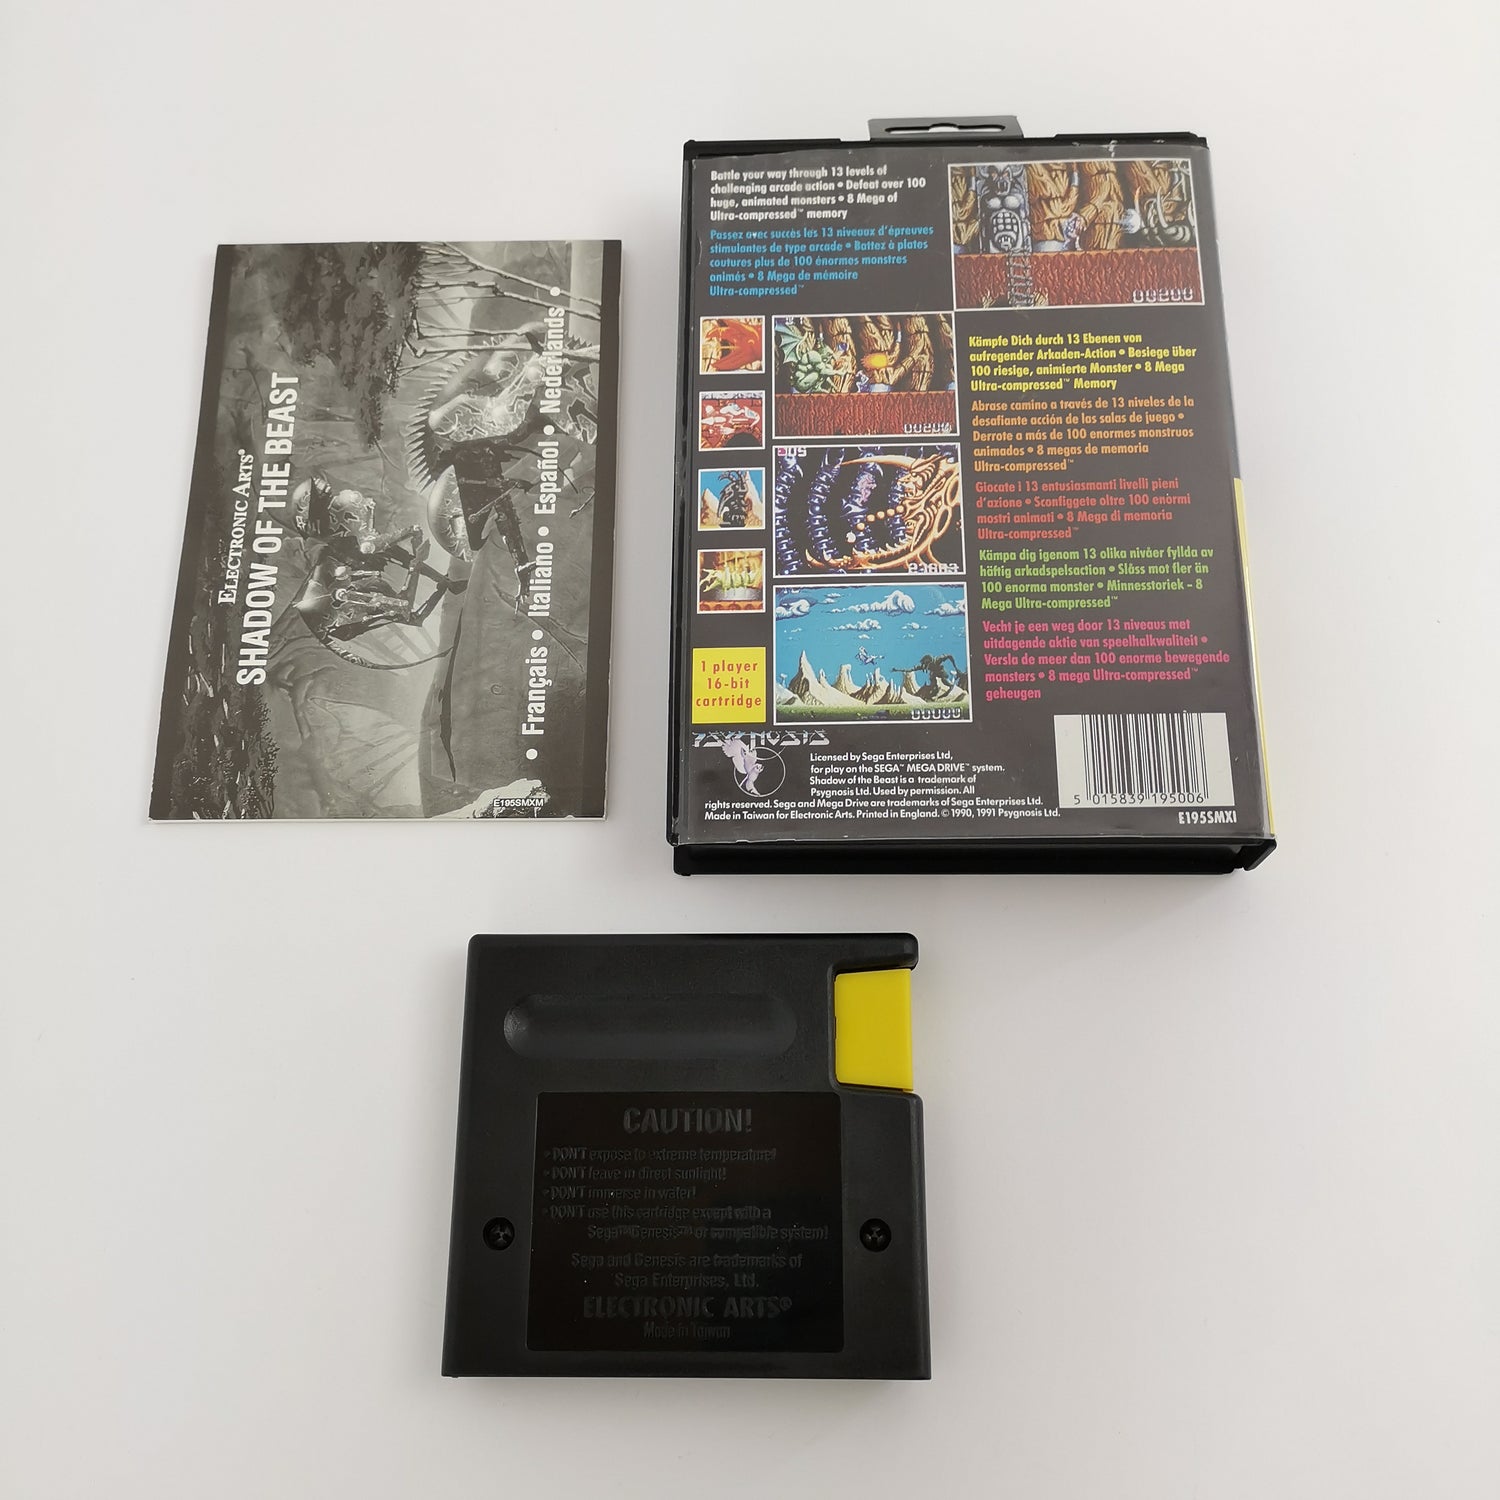 ELECTRONIC ARTS®
SHADOW OF THE BEAST
• Français • Italiano • Español • Nederlands •
E195SMXM
Battle your way through 13 levels of
challenging arcade action • Defeat over 100
huge, animated monsters • 8 Mega of
Ultra-compressed™ memory
Passez avec succès les 13 niveaux d'épreuves
stimulantes de type arcade • Battez à plates
coutures plus de 100 énormes monstres
animés • 8 Mega de mémoire
Ultra-compressed™
00200
Kämpfe Dich durch 13 Ebenen von
aufregender Arkaden-Action • Besiege über
100 riesige, animierte Monster • 8 Mega
Ultra-compressed™ Memory
Abrase camino a través de 13 niveles de la
desafiante acción de las salas de juego •
Derrote a más de 100 enormes monstruos
animados • 8 megas de memoria
Ultra-compressed™
Giocate i 13 entusiasmanti livelli pieni
d'azione • Sconfiggete oltre 100 enormi
mostri animati • 8 Mega di memoria
Ultra-compressed™
Kämpa dig igenom 13 olika nivåer fyllda av
häftig arkadspelsaction • Slåss mot fler än
100 enorma monster • Minnesstoriek - 8
Mega Ultra-compressed™
Vecht je een weg door 13 niveaus met
uitdagende aktie van speelhalkwaliteit •
Versla de meer dan 100 enorme bewegende
monsters • 8 mega Ultra-compressed™
geheugen
1 player
16-bit
cartridge
PSYGNOSIS
Licensed by Sega Enterprises Ltd,
for play on the SEGA™ MEGA DRIVE™ system.
Shadow of the Beast is a trademark of
Psygnosis Ltd. Used by permission. All
rights reserved. Sega and Mega Drive are trademarks of Sega Enterprises Ltd.
Made in Taiwan for Electronic Arts. Printed in England. © 1990, 1991 Psygnosis Ltd.
5 015839 195006
E195SMXI
CAUTION!
• DON'T expose to extreme temperature!
• DON'T leave in direct sunlight!
• DON'T immerse in water!
• DON'T use this cartridge except with a
Sega™ Genesis™ or compatible system!
Sega and Genesis are trademarks of
Sega Enterprises, Ltd.
ELECTRONIC ARTS®
Made in Taiwan